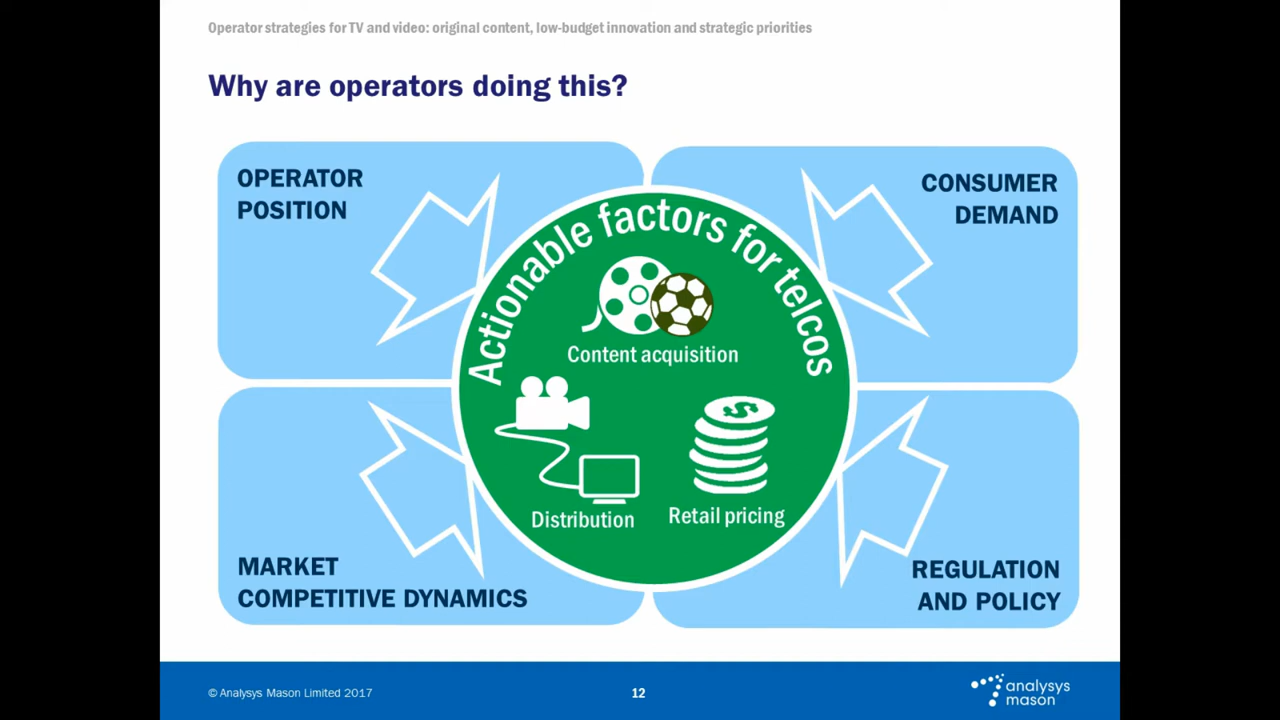 Operator strategies for TV and video: original content, low-budget innovation and strategic priorities
Why are operators doing this?
OPERATOR
POSITION
CONSUMER
DEMAND
Actionable factors for telcos
Content acquisition
Distribution
Retail pricing
MARKET
COMPETITIVE DYNAMICS
REGULATION
AND POLICY
© Analysys Mason Limited 2017
12
analysys
mason